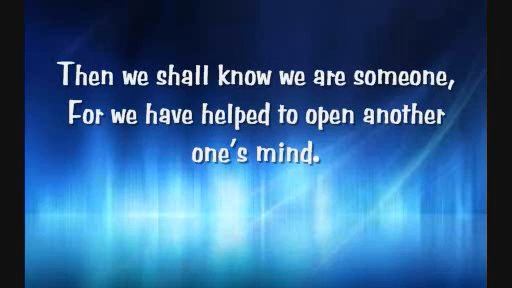 Then we shall know we are someone,
For we have helped to open another
one's mind.